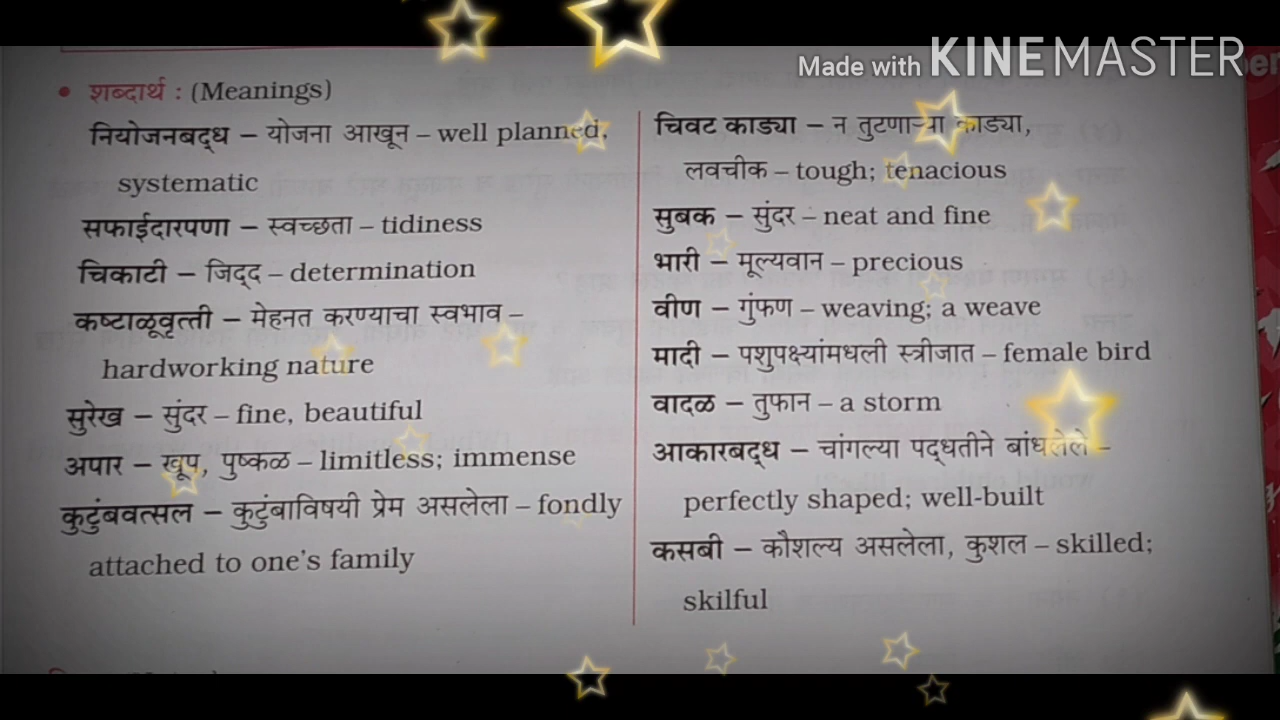 Made with KINEMASTER
• शब्दार्थ : (Meanings)
नियोजनबद्ध – योजना आखून – well planned,
systematic
सफाईदारपणा – स्वच्छता – tidiness
चिकाटी – जिद्द – determination
कष्टाळूवृत्ती – मेहनत करण्याचा स्वभाव –
hardworking nature
सुरेख – सुंदर – fine, beautiful
अपार – खूप, पुष्कळ – limitless; immense
कुटुंबवत्सल – कुटुंबाविषयी प्रेम असलेला – fondly
attached to one's family
चिवट काड्या – न तुटणाऱ्या काड्या,
लवचीक – tough; tenacious
सुबक – सुंदर – neat and fine
भारी – मूल्यवान – precious
वीण – गुंफण – weaving; a weave
मादी – पशुपक्ष्यांमधली स्त्रीजात – female bird
वादळ – तुफान – a storm
आकारबद्ध – चांगल्या पद्धतीने बांधलेले –
perfectly shaped; well-built
कसबी – कौशल्य असलेला, कुशल – skilled;
skilful